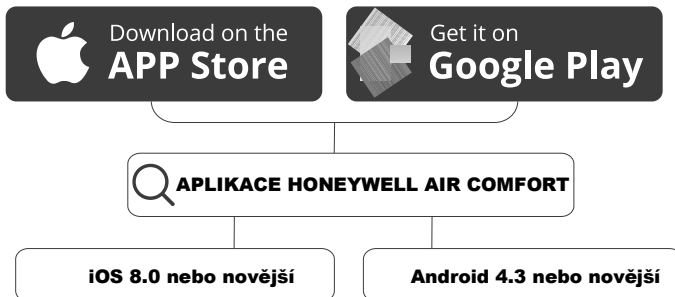 Download on the
APP Store
Get it on
Google Play
APLIKACE HONEYWELL AIR COMFORT
iOS 8.0 nebo novější
Android 4.3 nebo novější